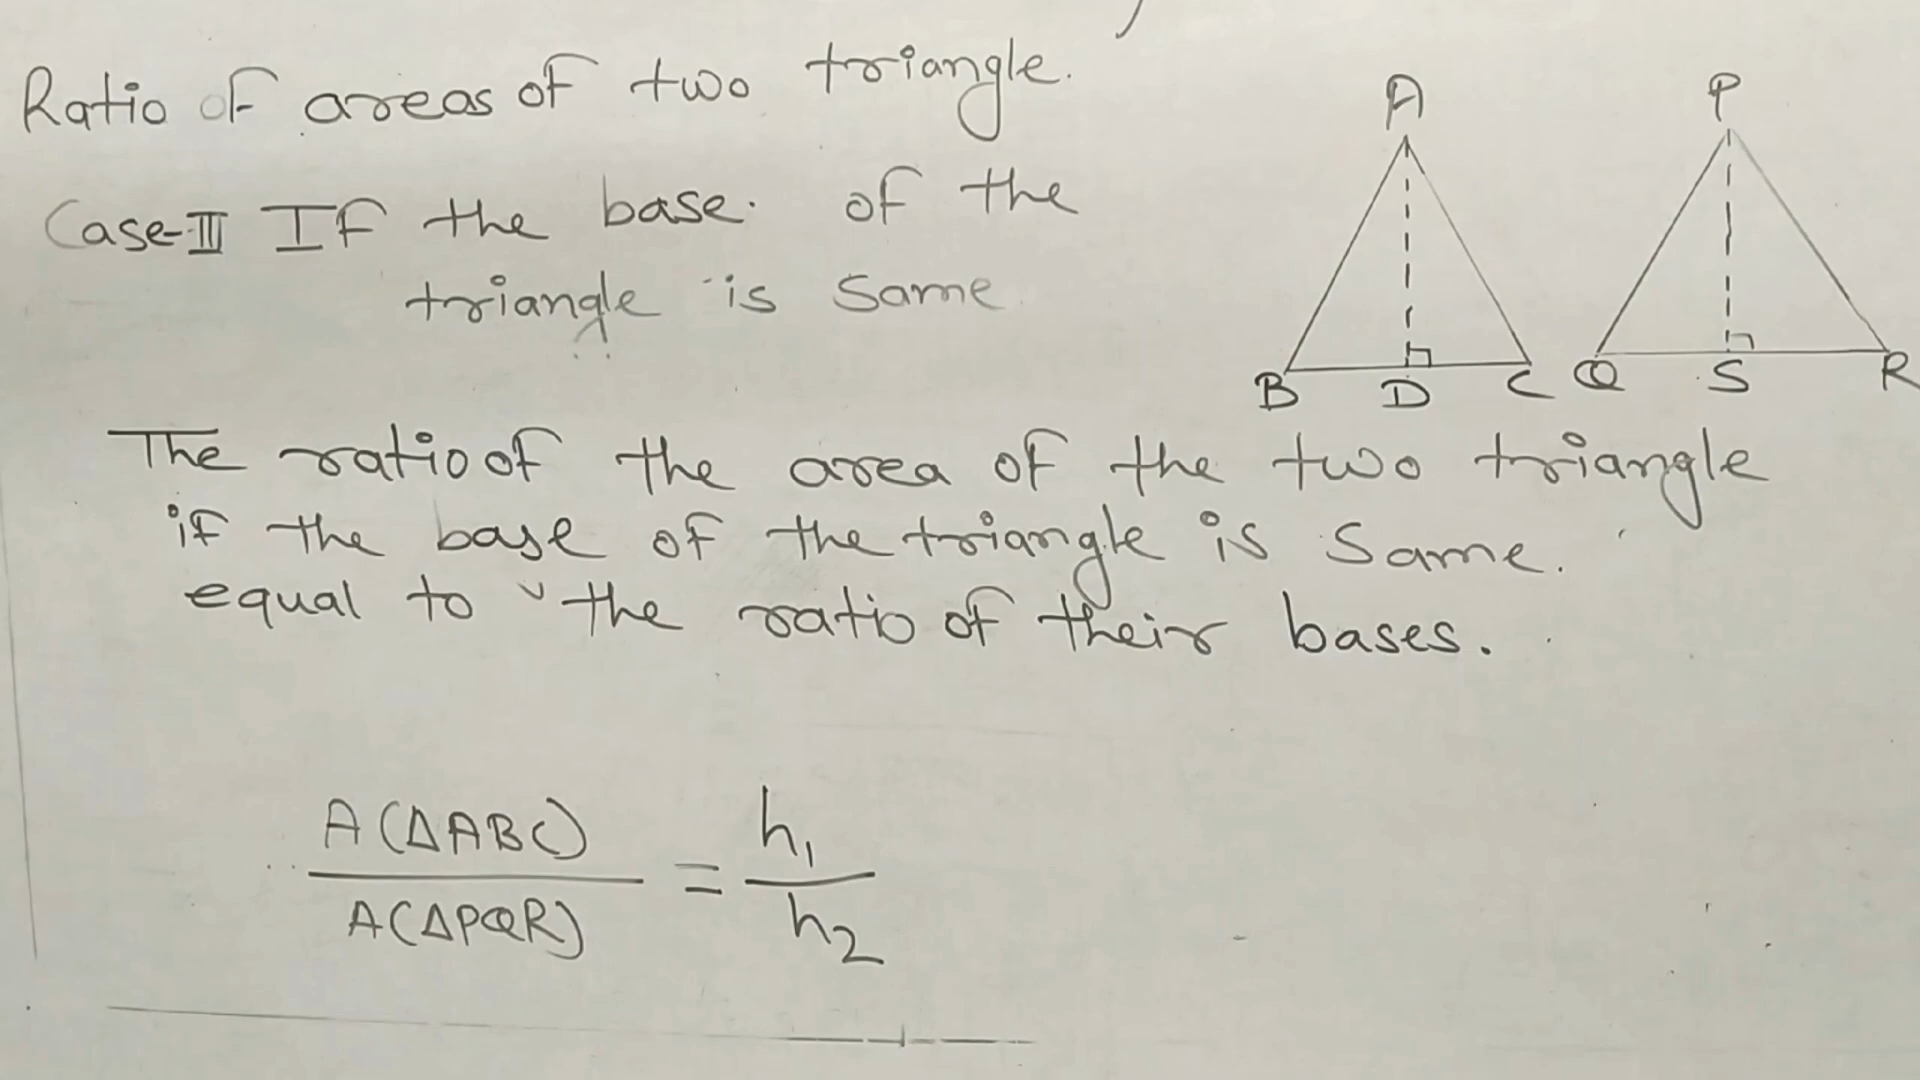 Ratio of areas of two triangle.
Case-III If the base. of the
triangle is same
A
P
B D C Q S R
The ratio of the area of the two triangle
if the base of the triangle is same.
equal to the ratio of their bases.
A(ΔABC)
= h₁
A(ΔPQR)
h₂